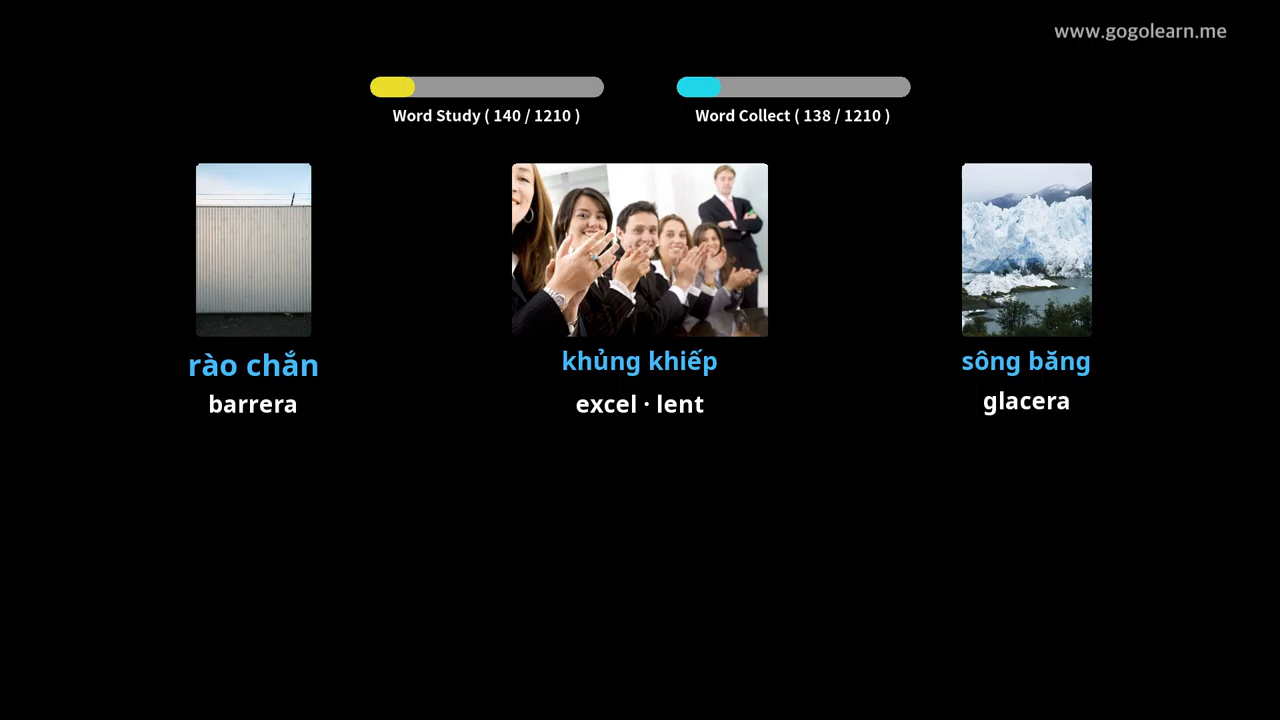 www.gogolearn.me
Word Study ( 140 / 1210 )
Word Collect ( 138 / 1210 )
rào chắn
barrera
khủng khiếp
excel · lent
sông băng
glacera